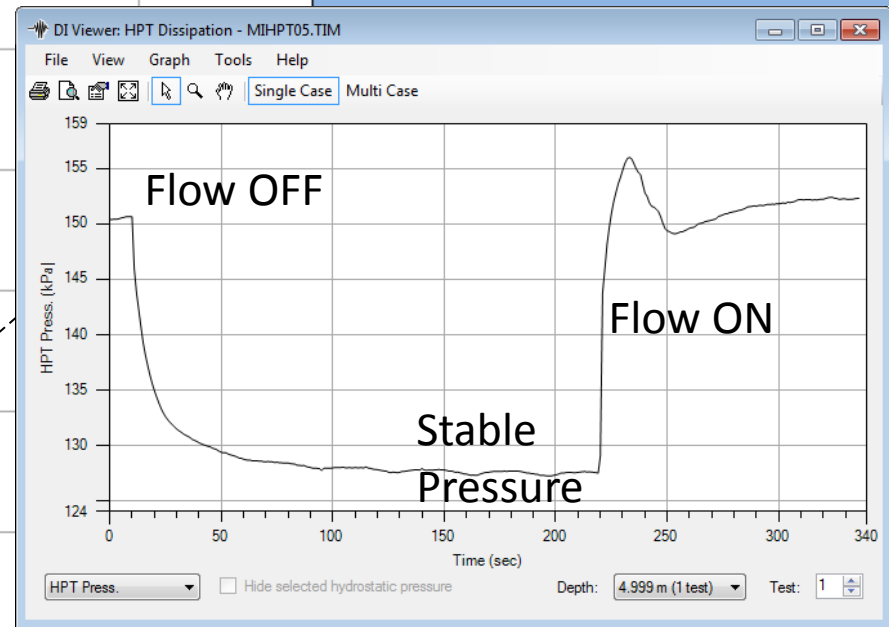 DI Viewer: HPT Dissipation - MIHPT05.TIM
File View Graph Tools Help
Single Case Multi Case
159
155
150
145
140
135
130
124
HPT Press. [kPa]
Flow OFF
Flow ON
Stable
Pressure
0 50 100 150 200 250 300 340
Time (sec)
HPT Press. Hide selected hydrostatic pressure Depth: 4.999 m (1 test) Test: 1